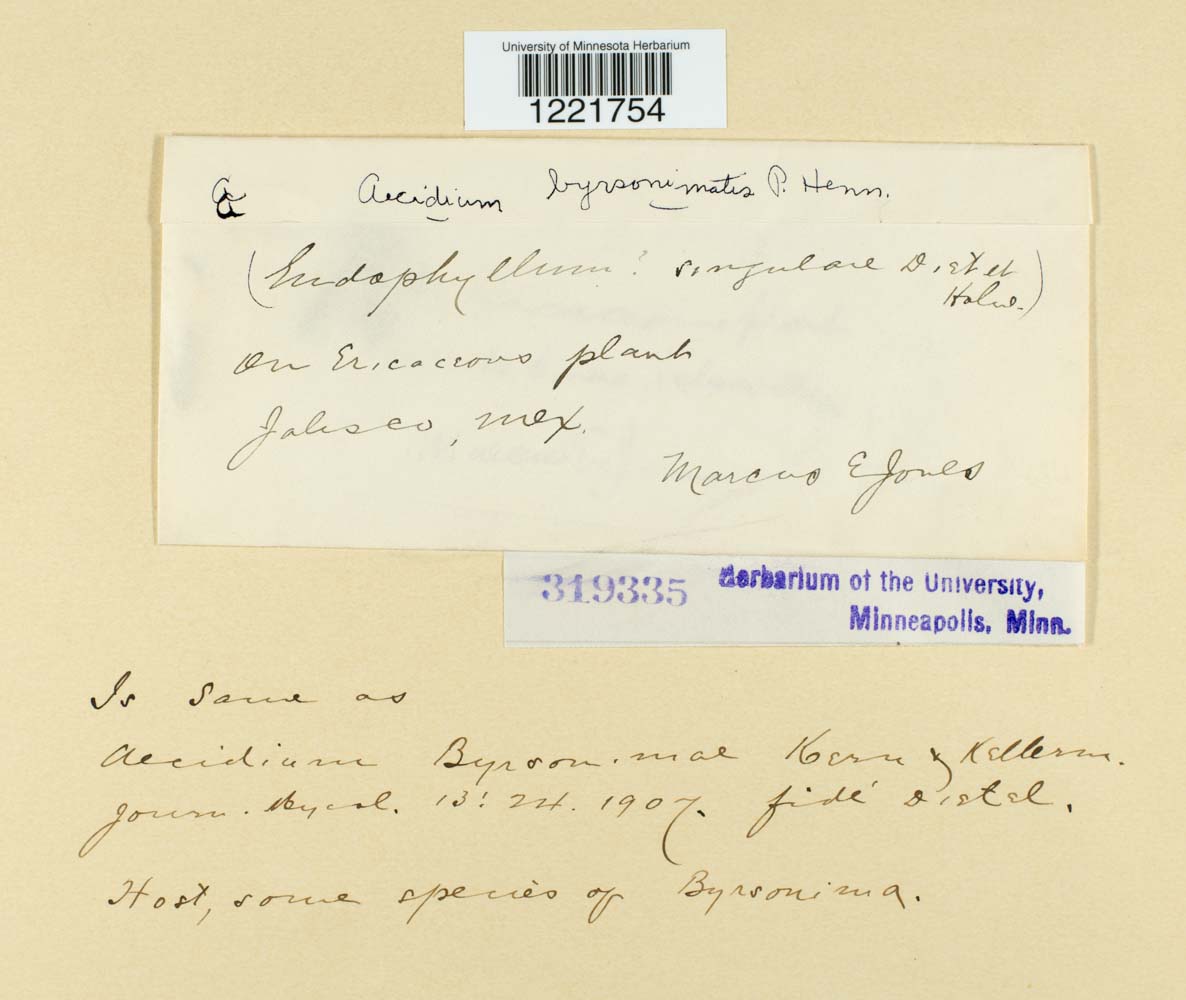 University of Minnesota Herbarium
1221754
a Aecidium byrsonimatis P. Henn.
(Endophyllum? singulare Diet et
Holw.)
On Ericaceous plant
Jalisco, Mex.
Marcus E Jones
319335 Herbarium of the University,
Minneapolis, Minn.
Is same as
Aecidium Byrsonimae Kern & Kellerm.
Journ. Mycol. 13: 24. 1907. fide Dietel.
Host, some species of Byrsonima.